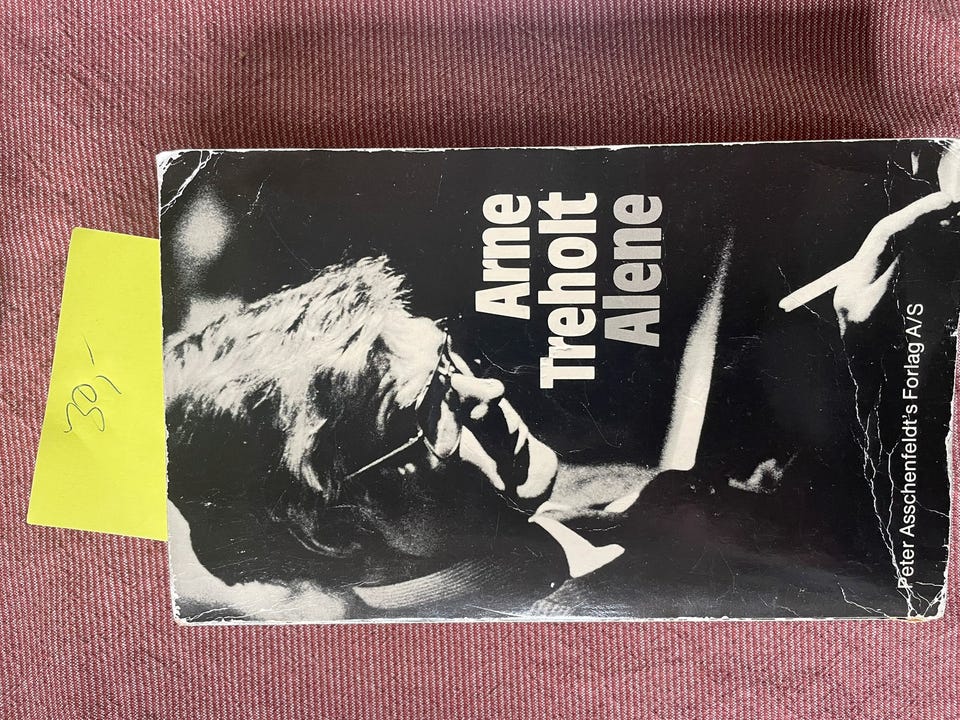 Arne
Treholt
Alene
Peter Asschenfeldt's Forlag A/S
30,-